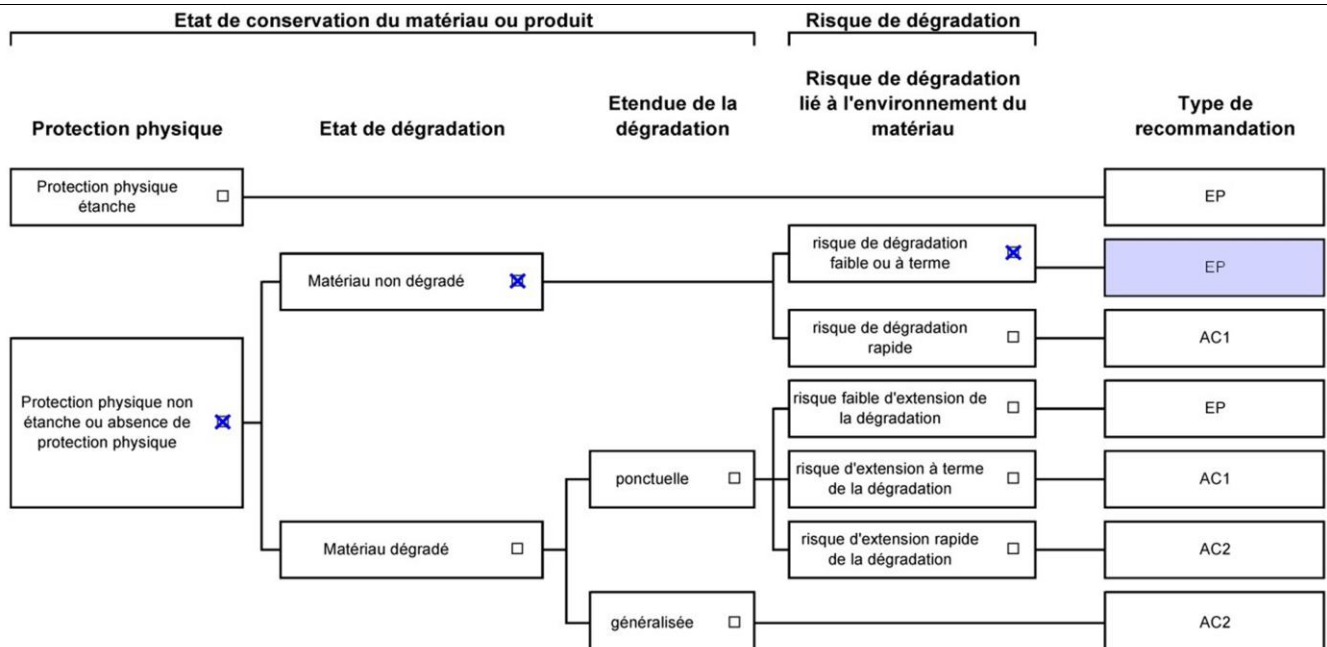 Etat de conservation du matériau ou produit
Risque de dégradation
Protection physique
Etat de dégradation
Etendue de la
dégradation
Risque de dégradation
lié à l'environnement du
matériau
Type de
recommandation
Protection physique
étanche
EP
risque de dégradation
faible ou à terme
EP
Matériau non dégradé
risque de dégradation
rapide
AC1
Protection physique non
étanche ou absence de
protection physique
risque faible d'extension de
la dégradation
EP
ponctuelle
risque d'extension à terme
de la dégradation
AC1
Matériau dégradé
risque d'extension rapide
de la dégradation
AC2
généralisée
AC2